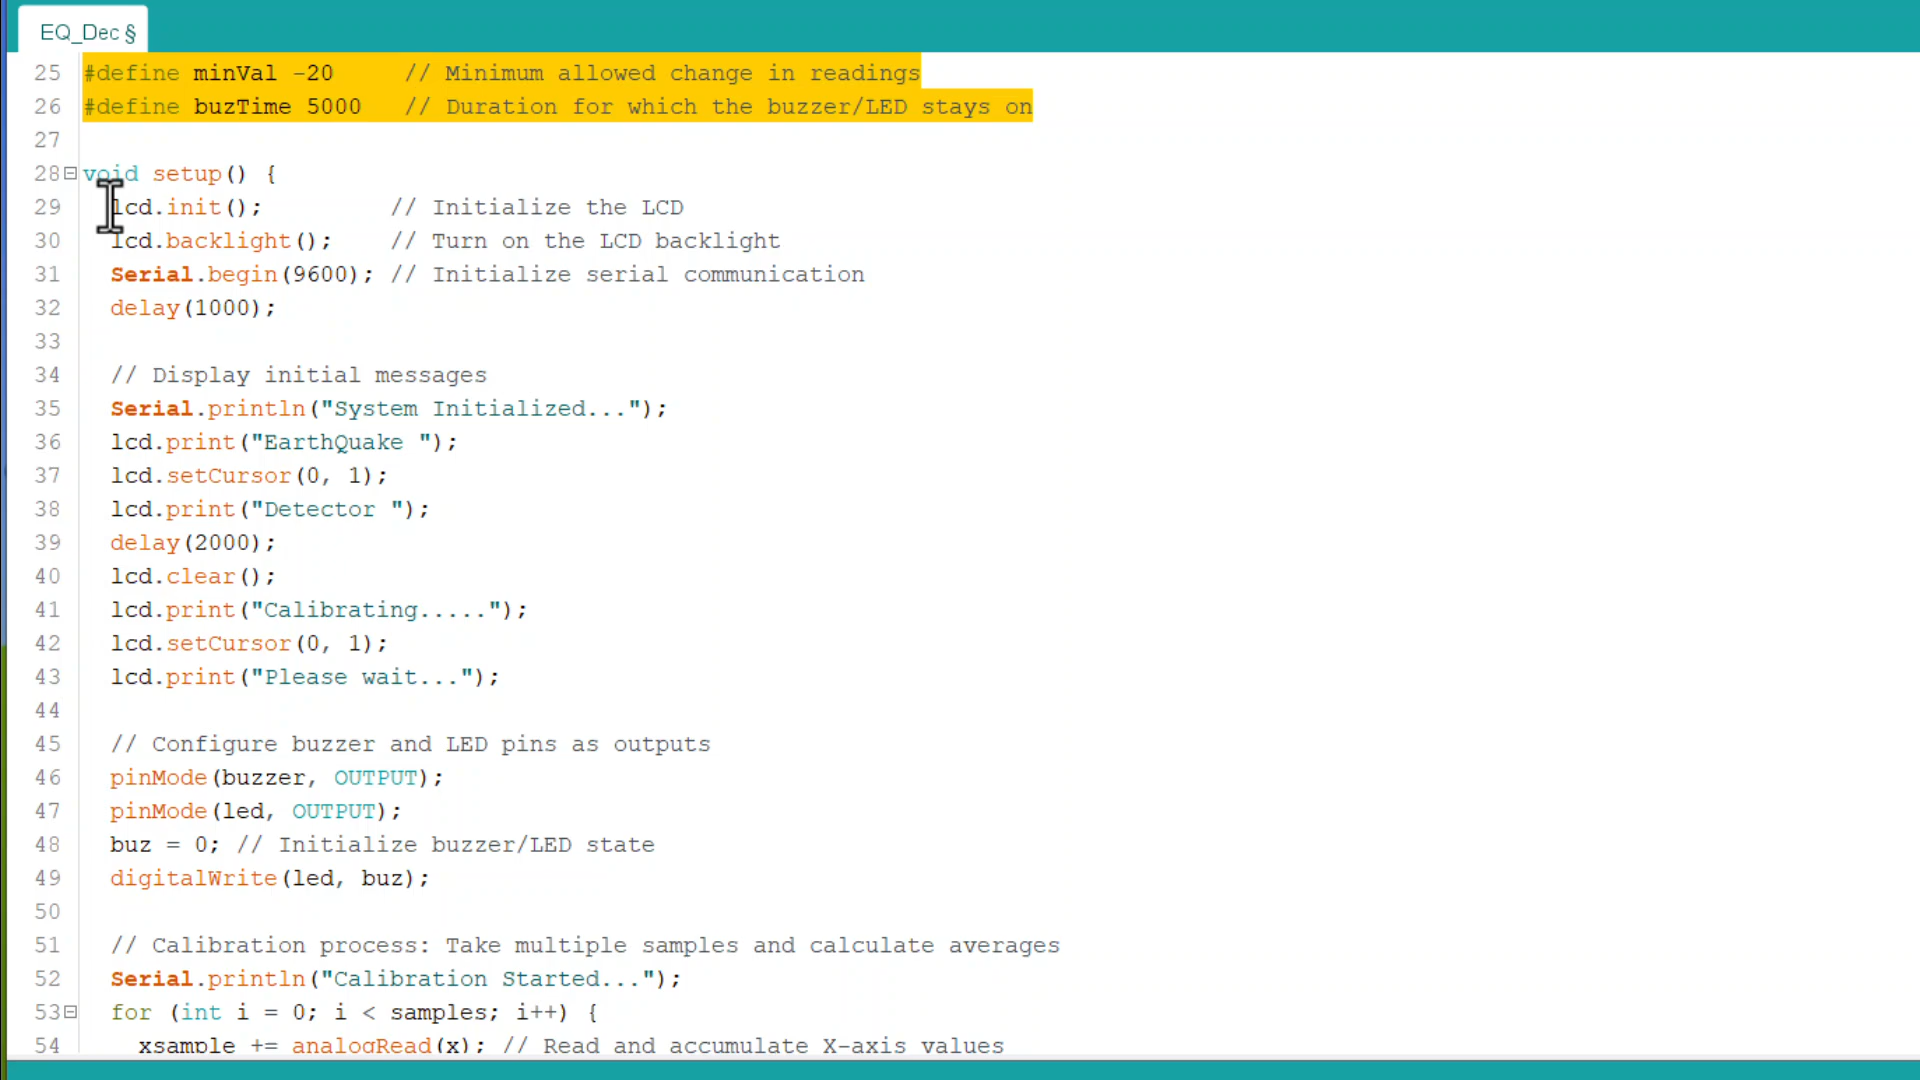 EQ_Dec §
25 #define minVal -20 // Minimum allowed change in readings
26 #define buzTime 5000 // Duration for which the buzzer/LED stays on
27
28 void setup() {
29 lcd.init(); // Initialize the LCD
30 lcd.backlight(); // Turn on the LCD backlight
31 Serial.begin(9600); // Initialize serial communication
32 delay(1000);
33
34 // Display initial messages
35 Serial.println("System Initialized...");
36 lcd.print("EarthQuake ");
37 lcd.setCursor(0, 1);
38 lcd.print("Detector ");
39 delay(2000);
40 lcd.clear();
41 lcd.print("Calibrating.....");
42 lcd.setCursor(0, 1);
43 lcd.print("Please wait...");
44
45 // Configure buzzer and LED pins as outputs
46 pinMode(buzzer, OUTPUT);
47 pinMode(led, OUTPUT);
48 buz = 0; // Initialize buzzer/LED state
49 digitalWrite(led, buz);
50
51 // Calibration process: Take multiple samples and calculate averages
52 Serial.println("Calibration Started...");
53 for (int i = 0; i < samples; i++) {
54 xsample += analogRead(x); // Read and accumulate X-axis values